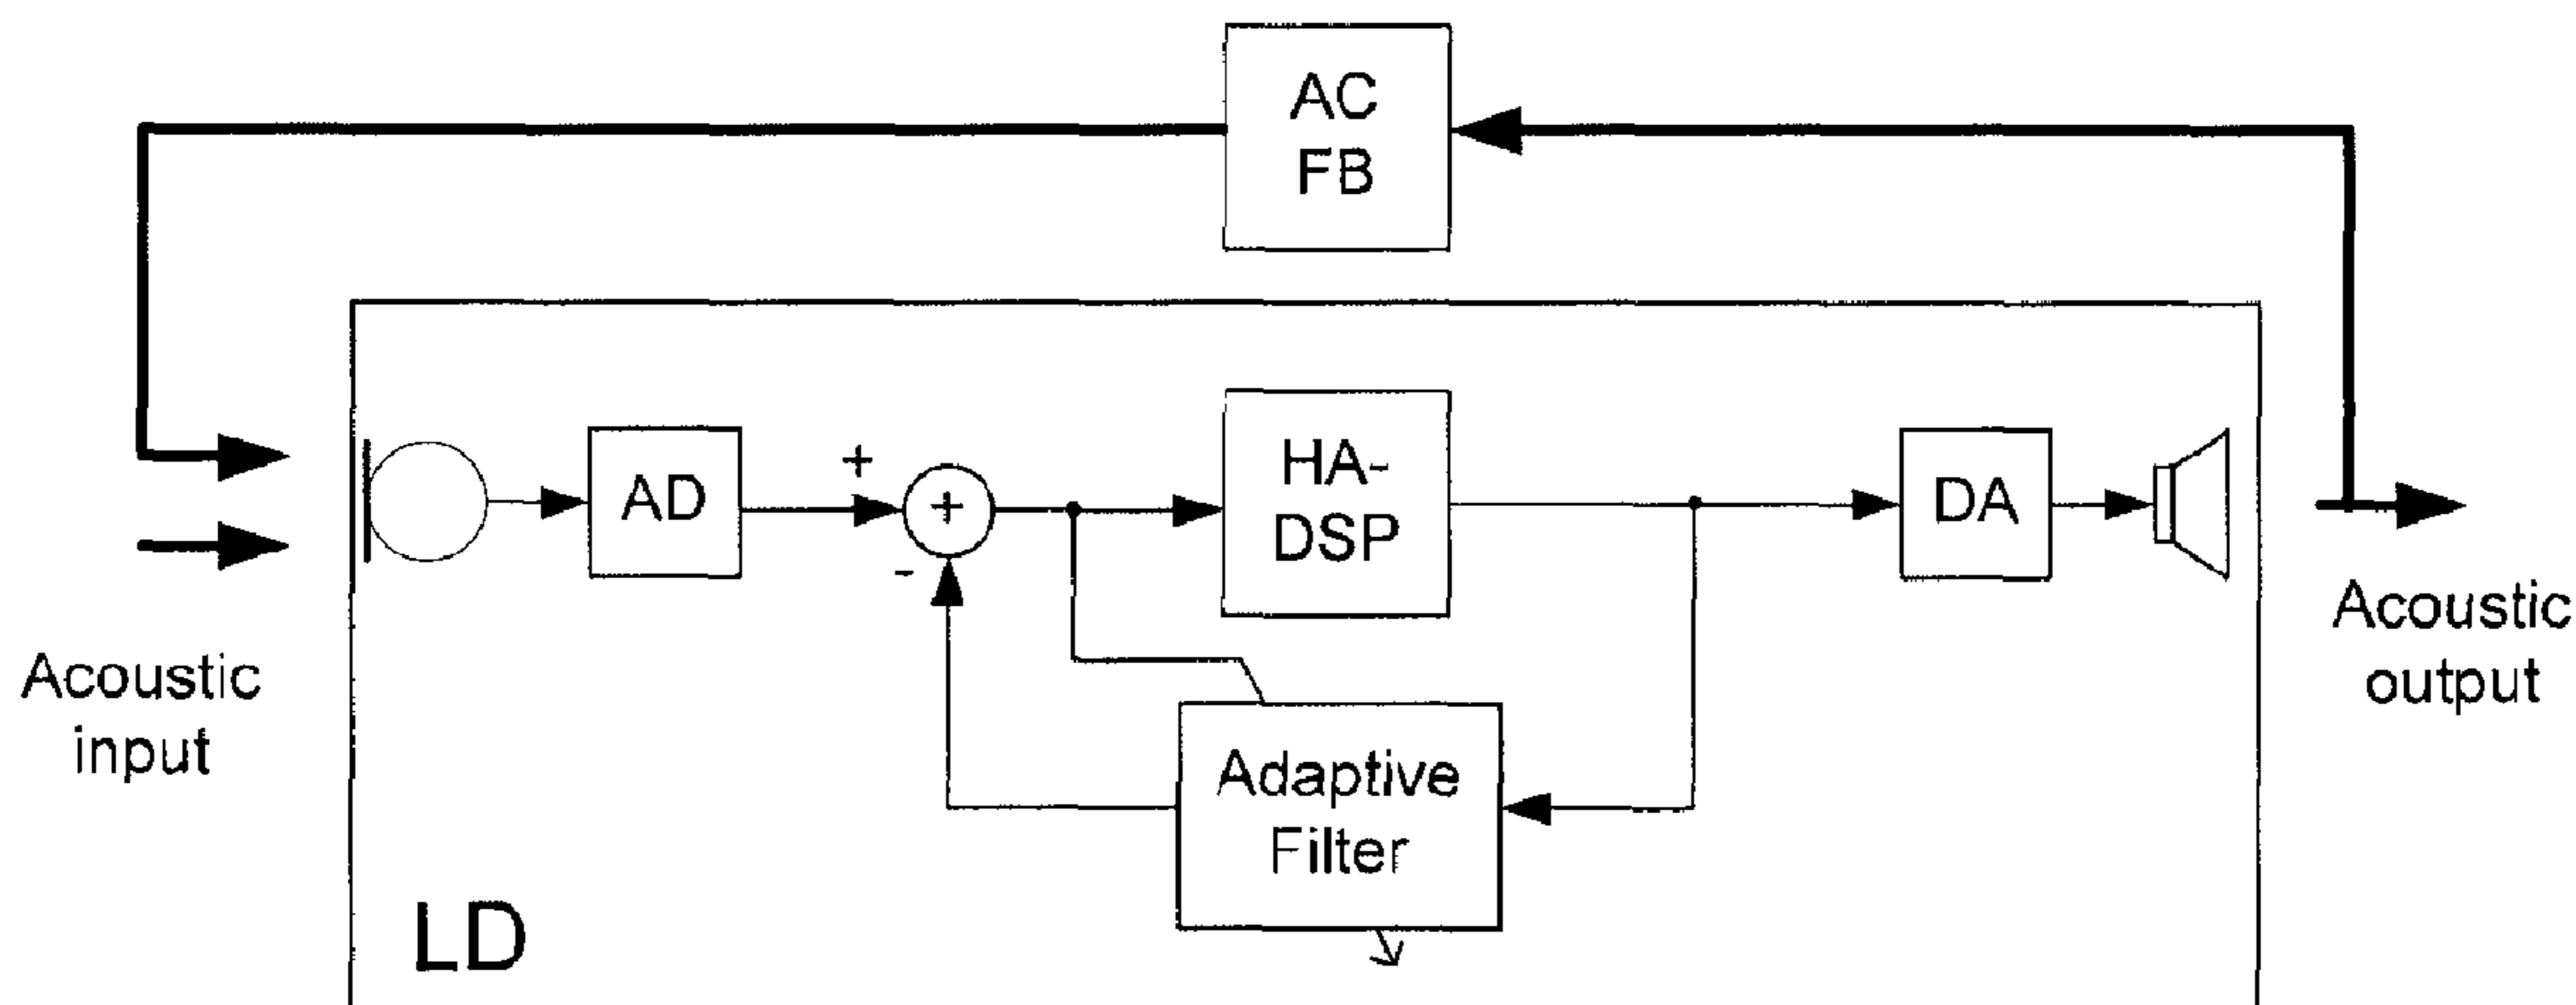 AC
FB
AD
+
+
-
HA-
DSP
DA
Acoustic
input
Acoustic
output
Adaptive
Filter
LD